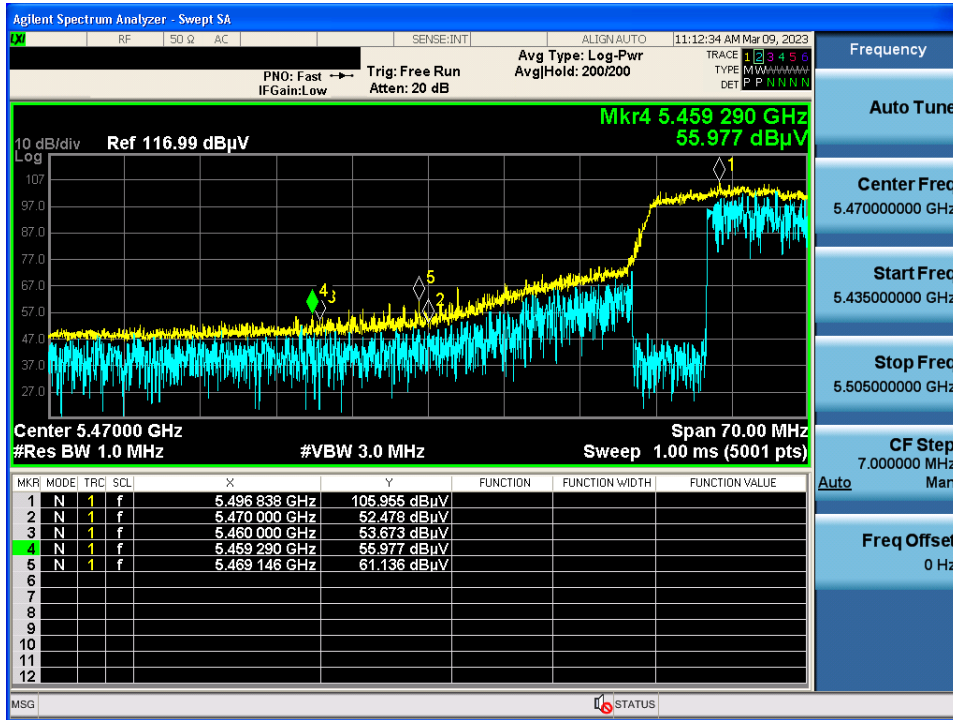 Agilent Spectrum Analyzer - Swept SA
LXI RF 50 Ω AC SENSE:INT ALIGN AUTO 11:12:34 AM Mar 09, 2023
Frequency
PNO: Fast Trig: Free Run Avg Type: Log-Pwr TRACE 1 2 3 4 5 6
IFGain:Low Atten: 20 dB Avg|Hold: 200/200 TYPE M W W W W W
DET P P N N N N
Auto Tune
Mkr4 5.459 290 GHz
55.977 dBµV
10 dB/div Ref 116.99 dBµV
Log
107
97.0
87.0
77.0
67.0
57.0
47.0
37.0
27.0
1
4
3
5
2
Center 5.47000 GHz Span 70.00 MHz
#Res BW 1.0 MHz #VBW 3.0 MHz Sweep 1.00 ms (5001 pts)
Center Freq
5.470000000 GHz
Start Freq
5.435000000 GHz
Stop Freq
5.505000000 GHz
CF Step
7.000000 MHz
Auto Man
Freq Offset
0 Hz
MKR MODE TRC SCL X Y FUNCTION FUNCTION WIDTH FUNCTION VALUE
1 N 1 f 5.496 838 GHz 105.955 dBµV
2 N 1 f 5.470 000 GHz 52.478 dBµV
3 N 1 f 5.460 000 GHz 53.673 dBµV
4 N 1 f 5.459 290 GHz 55.977 dBµV
5 N 1 f 5.469 146 GHz 61.136 dBµV
6
7
8
9
10
11
12
MSG STATUS